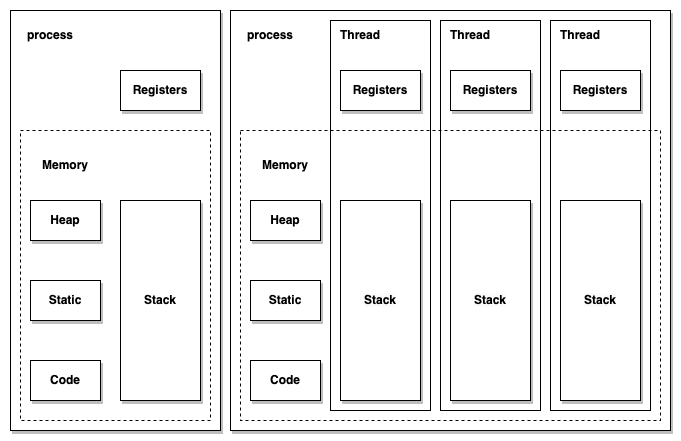 process
Registers
Memory
Heap
Static
Code
Stack
process
Thread
Thread
Thread
Registers
Registers
Registers
Memory
Heap
Static
Code
Stack
Stack
Stack